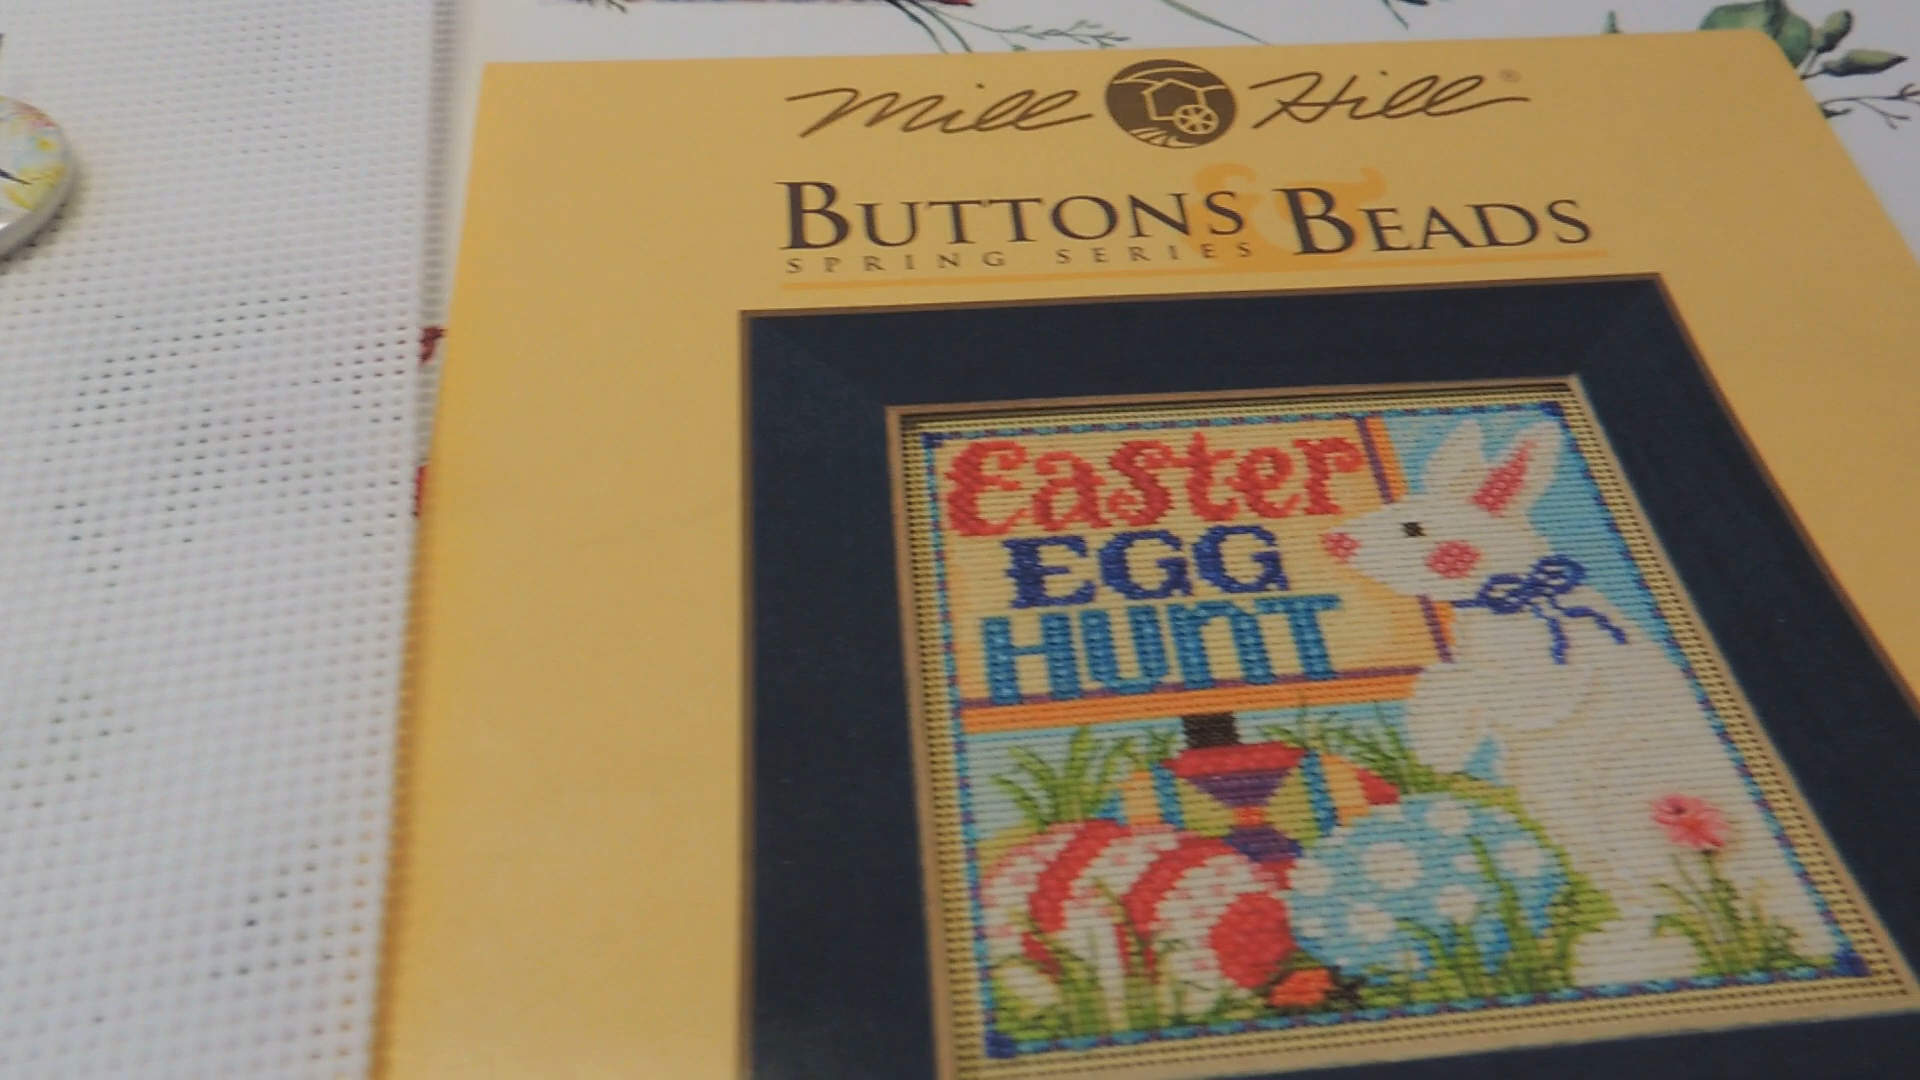 Mill Hill®
BUTTONS & BEADS
SPRING SERIES
Easter
EGG
HUNT